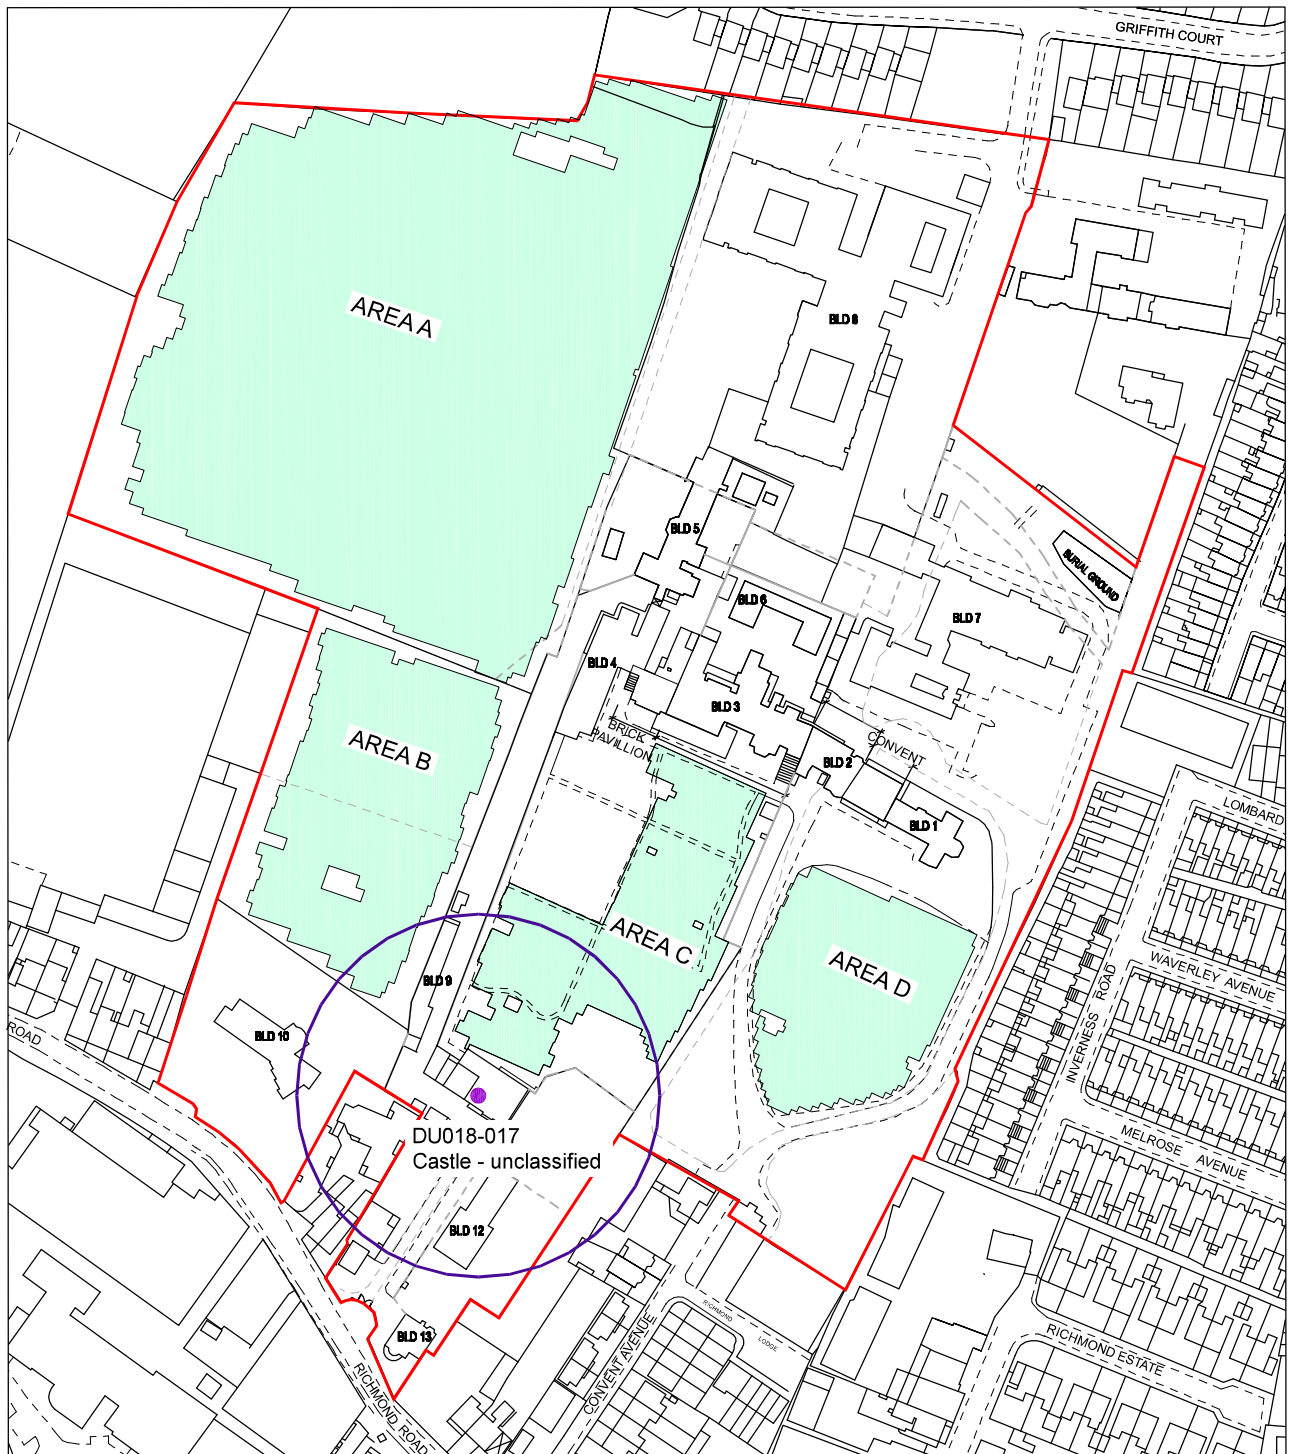 GRIFFITH COURT
AREA A
BLD 8
BLD 5
BURIAL GROUND
BLD 6
BLD 7
BLD 4
BLD 3
BRICK
PAVILLION
CONVENT
AREA B
BLD 2
LOMBARD
BLD 1
AREA C
AREA D
WAVERLEY AVENUE
BLD 9
INVERNESS ROAD
ROAD
BLD 10
DU018-017
Castle - unclassified
MELROSE AVENUE
BLD 12
RICHMOND
LODGE
BLD 13
CONVENT AVENUE
RICHMOND ESTATE
RICHMOND ROAD